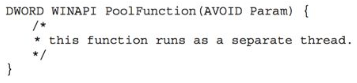 DWORD WINAPI PoolFunction(AVOID Param) {
    /*
     * this function runs as a separate thread.
     */
}